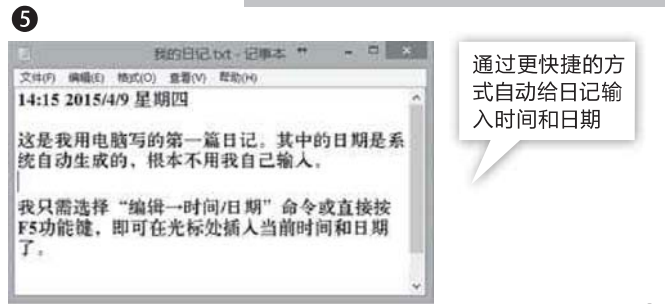 ❺
我的日记.txt - 记事本
文件(F) 编辑(E) 格式(O) 查看(V) 帮助(H)
14:15 2015/4/9 星期四
这是我用电脑写的第一篇日记。其中的日期是系
统自动生成的，根本不用我自己输入。
我只需选择“编辑一时间/日期”命令或直接按
F5功能键，即可在光标处插入当前时间和日期
了。
通过更快捷的方
式自动给日记输
入时间和日期